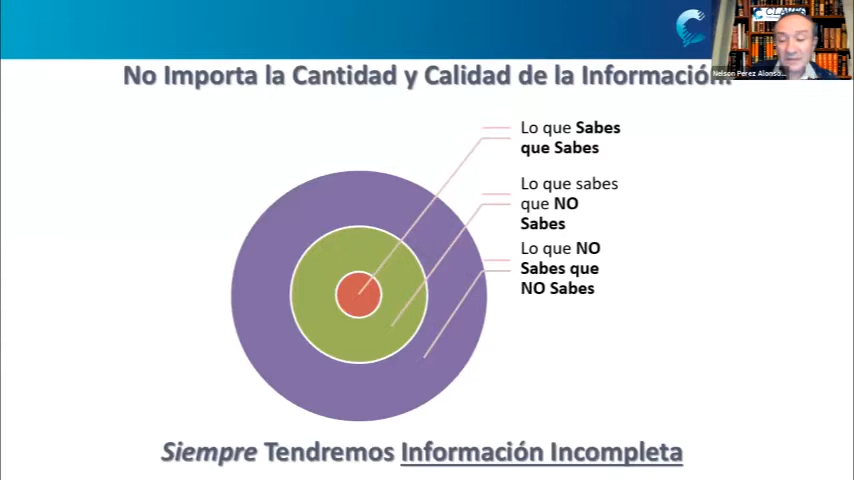 CLAVES
Nelson Perez Alonso...
No Importa la Cantidad y Calidad de la Información..
Lo que Sabes
que Sabes
Lo que sabes
que NO
Sabes
Lo que NO
Sabes que
NO Sabes
Siempre Tendremos Información Incompleta